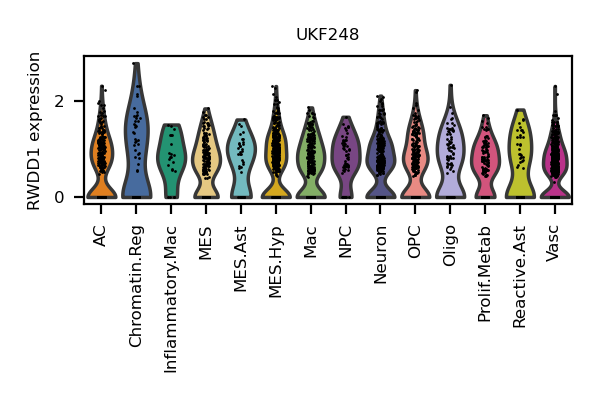 UKF248
RWDD1 expression
2
0
AC
Chromatin.Reg
Inflammatory.Mac
MES
MES.Ast
MES.Hyp
Mac
NPC
Neuron
OPC
Oligo
Prolif.Metab
Reactive.Ast
Vasc